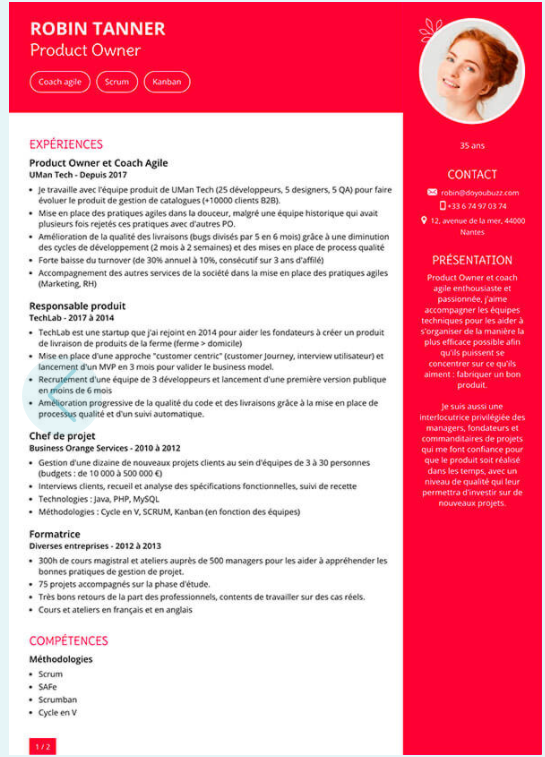 ROBIN TANNER
Product Owner
Coach agile
Scrum
Kanban
EXPÉRIENCES
Product Owner et Coach Agile
UMan Tech - Depuis 2017
• Je travaille avec l'équipe produit de UMan Tech (25 développeurs, 5 designers, 5 QA) pour faire
évoluer le produit de gestion de catalogues (+10000 clients B2B).
• Mise en place des pratiques agiles dans la douceur, malgré une équipe historique qui avait
plusieurs fois rejetés ces pratiques avec d'autres PO.
• Amélioration de la qualité des livraisons (bugs divisés par 5 en 6 mois) grâce à une diminution
des cycles de développement (2 mois à 2 semaines) et des mises en place de process qualité
• Forte baisse du turnover (de 30% annuel à 10%, consécutif sur 3 ans d'affilé)
• Accompagnement des autres services de la société dans la mise en place des pratiques agiles
(Marketing, RH)
Responsable produit
TechLab - 2017 à 2014
• TechLab est une startup que j'ai rejoint en 2014 pour aider les fondateurs à créer un produit
de livraison de produits de la ferme (ferme > domicile)
• Mise en place d'une approche "customer centric" (customer Journey, interview utilisateur) et
lancement d'un MVP en 3 mois pour valider le business model.
• Recrutement d'une équipe de 3 développeurs et lancement d'une première version publique
en moins de 6 mois
• Amélioration progressive de la qualité du code et des livraisons grâce à la mise en place de
processus qualité et d'un suivi automatique.
Chef de projet
Business Orange Services - 2010 à 2012
• Gestion d'une dizaine de nouveaux projets clients au sein d'équipes de 3 à 30 personnes
(budgets : de 10 000 à 500 000 €)
• Interviews clients, recueil et analyse des spécifications fonctionnelles, suivi de recette
• Technologies : Java, PHP, MySQL
• Méthodologies : Cycle en V, SCRUM, Kanban (en fonction des équipes)
Formatrice
Diverses entreprises - 2012 à 2013
• 300h de cours magistral et ateliers auprès de 500 managers pour les aider à appréhender les
bonnes pratiques de gestion de projet.
• 75 projets accompagnés sur la phase d'étude.
• Très bons retours de la part des professionnels, contents de travailler sur des cas réels.
• Cours et ateliers en français et en anglais
COMPÉTENCES
Méthodologies
• Scrum
• SAFe
• Scrumban
• Cycle en V
1 / 2
35 ans
CONTACT
robin@doyoubuzz.com
+33 6 74 97 03 74
12, avenue de la mer, 44000
Nantes
PRÉSENTATION
Product Owner et coach
agile enthousiaste et
passionnée, j'aime
accompagner les équipes
techniques pour les aider à
s'organiser de la manière la
plus efficace possible afin
qu'ils puissent se
concentrer sur ce qu'ils
aiment : fabriquer un bon
produit.
Je suis aussi une
interlocutrice privilégiée des
managers, fondateurs et
commanditaires de projets
qui me font confiance pour
que le produit soit réalisé
dans les temps, avec un
niveau de qualité qui leur
permettra d'investir sur de
nouveaux projets.